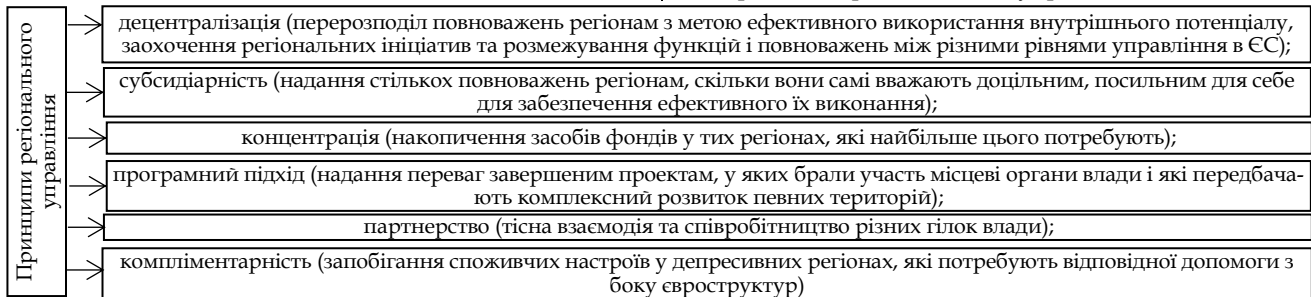 Принципи регіонального
управління
децентралізація (перерозподіл повноважень регіонам з метою ефективного використання внутрішнього потенціалу,
заохочення регіональних ініціатив та розмежування функцій і повноважень між різними рівнями управління в ЄС);
субсидіарність (надання стількох повноважень регіонам, скільки вони самі вважають доцільним, посильним для себе
для забезпечення ефективного їх виконання);
концентрація (накопичення засобів фондів у тих регіонах, які найбільше цього потребують);
програмний підхід (надання переваг завершеним проектам, у яких брали участь місцеві органи влади і які передбача-
ють комплексний розвиток певних територій);
партнерство (тісна взаємодія та співробітництво різних гілок влади);
компліментарність (запобігання споживчих настроїв у депресивних регіонах, які потребують відповідної допомоги з
боку євроструктур)